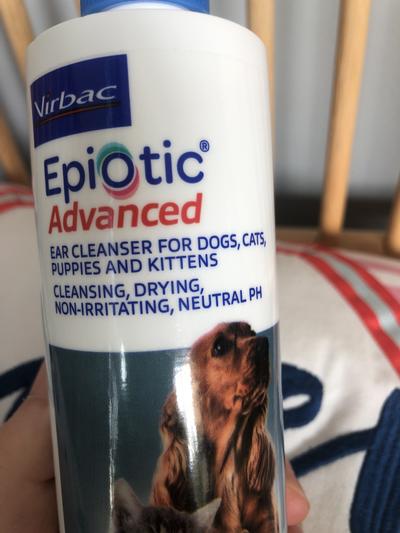 Virbac
EpiOtic®
Advanced
EAR CLEANSER FOR DOGS, CATS,
PUPPIES AND KITTENS
CLEANSING, DRYING,
NON-IRRITATING, NEUTRAL PH